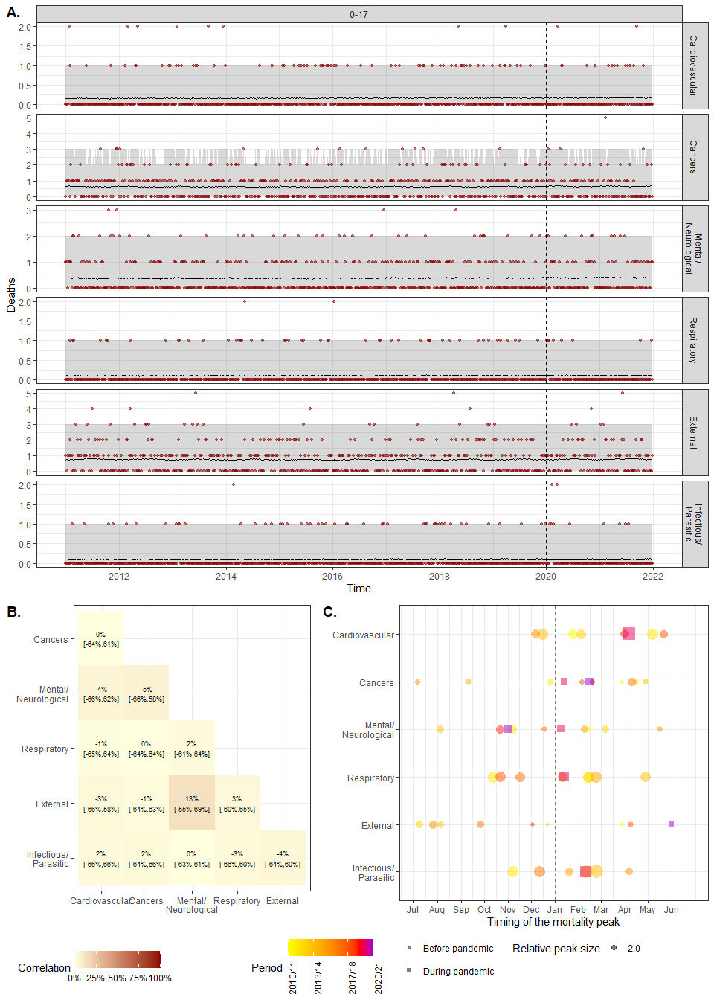 A.
0-17
2.0
1.5
1.0
0.5
0.0
Cardiovascular
5
4
3
2
1
0
Cancers
3
2
1
0
Mental/
Neurological
2.0
1.5
1.0
0.5
0.0
Respiratory
5
4
3
2
1
0
External
2.0
1.5
1.0
0.5
0.0
Infectious/
Parasitic
Deaths
2012 2014 2016 2018 2020 2022
Time
B.
Cancers
0%
[-64%,61%]
Mental/
Neurological
-4% -5%
[-66%,62%] [-66%,58%]
Respiratory
-1% 0% 2%
[-65%,64%] [-64%,64%] [-61%,64%]
External
-3% -1% 13% 3%
[-66%,58%] [-64%,63%] [-55%,69%] [-60%,65%]
Infectious/
Parasitic
2% 2% 0% -3% -4%
[-66%,66%] [-64%,66%] [-63%,61%] [-66%,60%] [-64%,60%]
Cardiovascular Cancers Mental/ Respiratory External
Neurological
C.
Cardiovascular
Cancers
Mental/
Neurological
Respiratory
External
Infectious/
Parasitic
Jul Aug Sep Oct Nov Dec Jan Feb Mar Apr May Jun
Timing of the mortality peak
Correlation
0% 25% 50% 75% 100%
Period
2010/11
2013/14
2017/18
2020/21
Before pandemic
During pandemic
Relative peak size
2.0